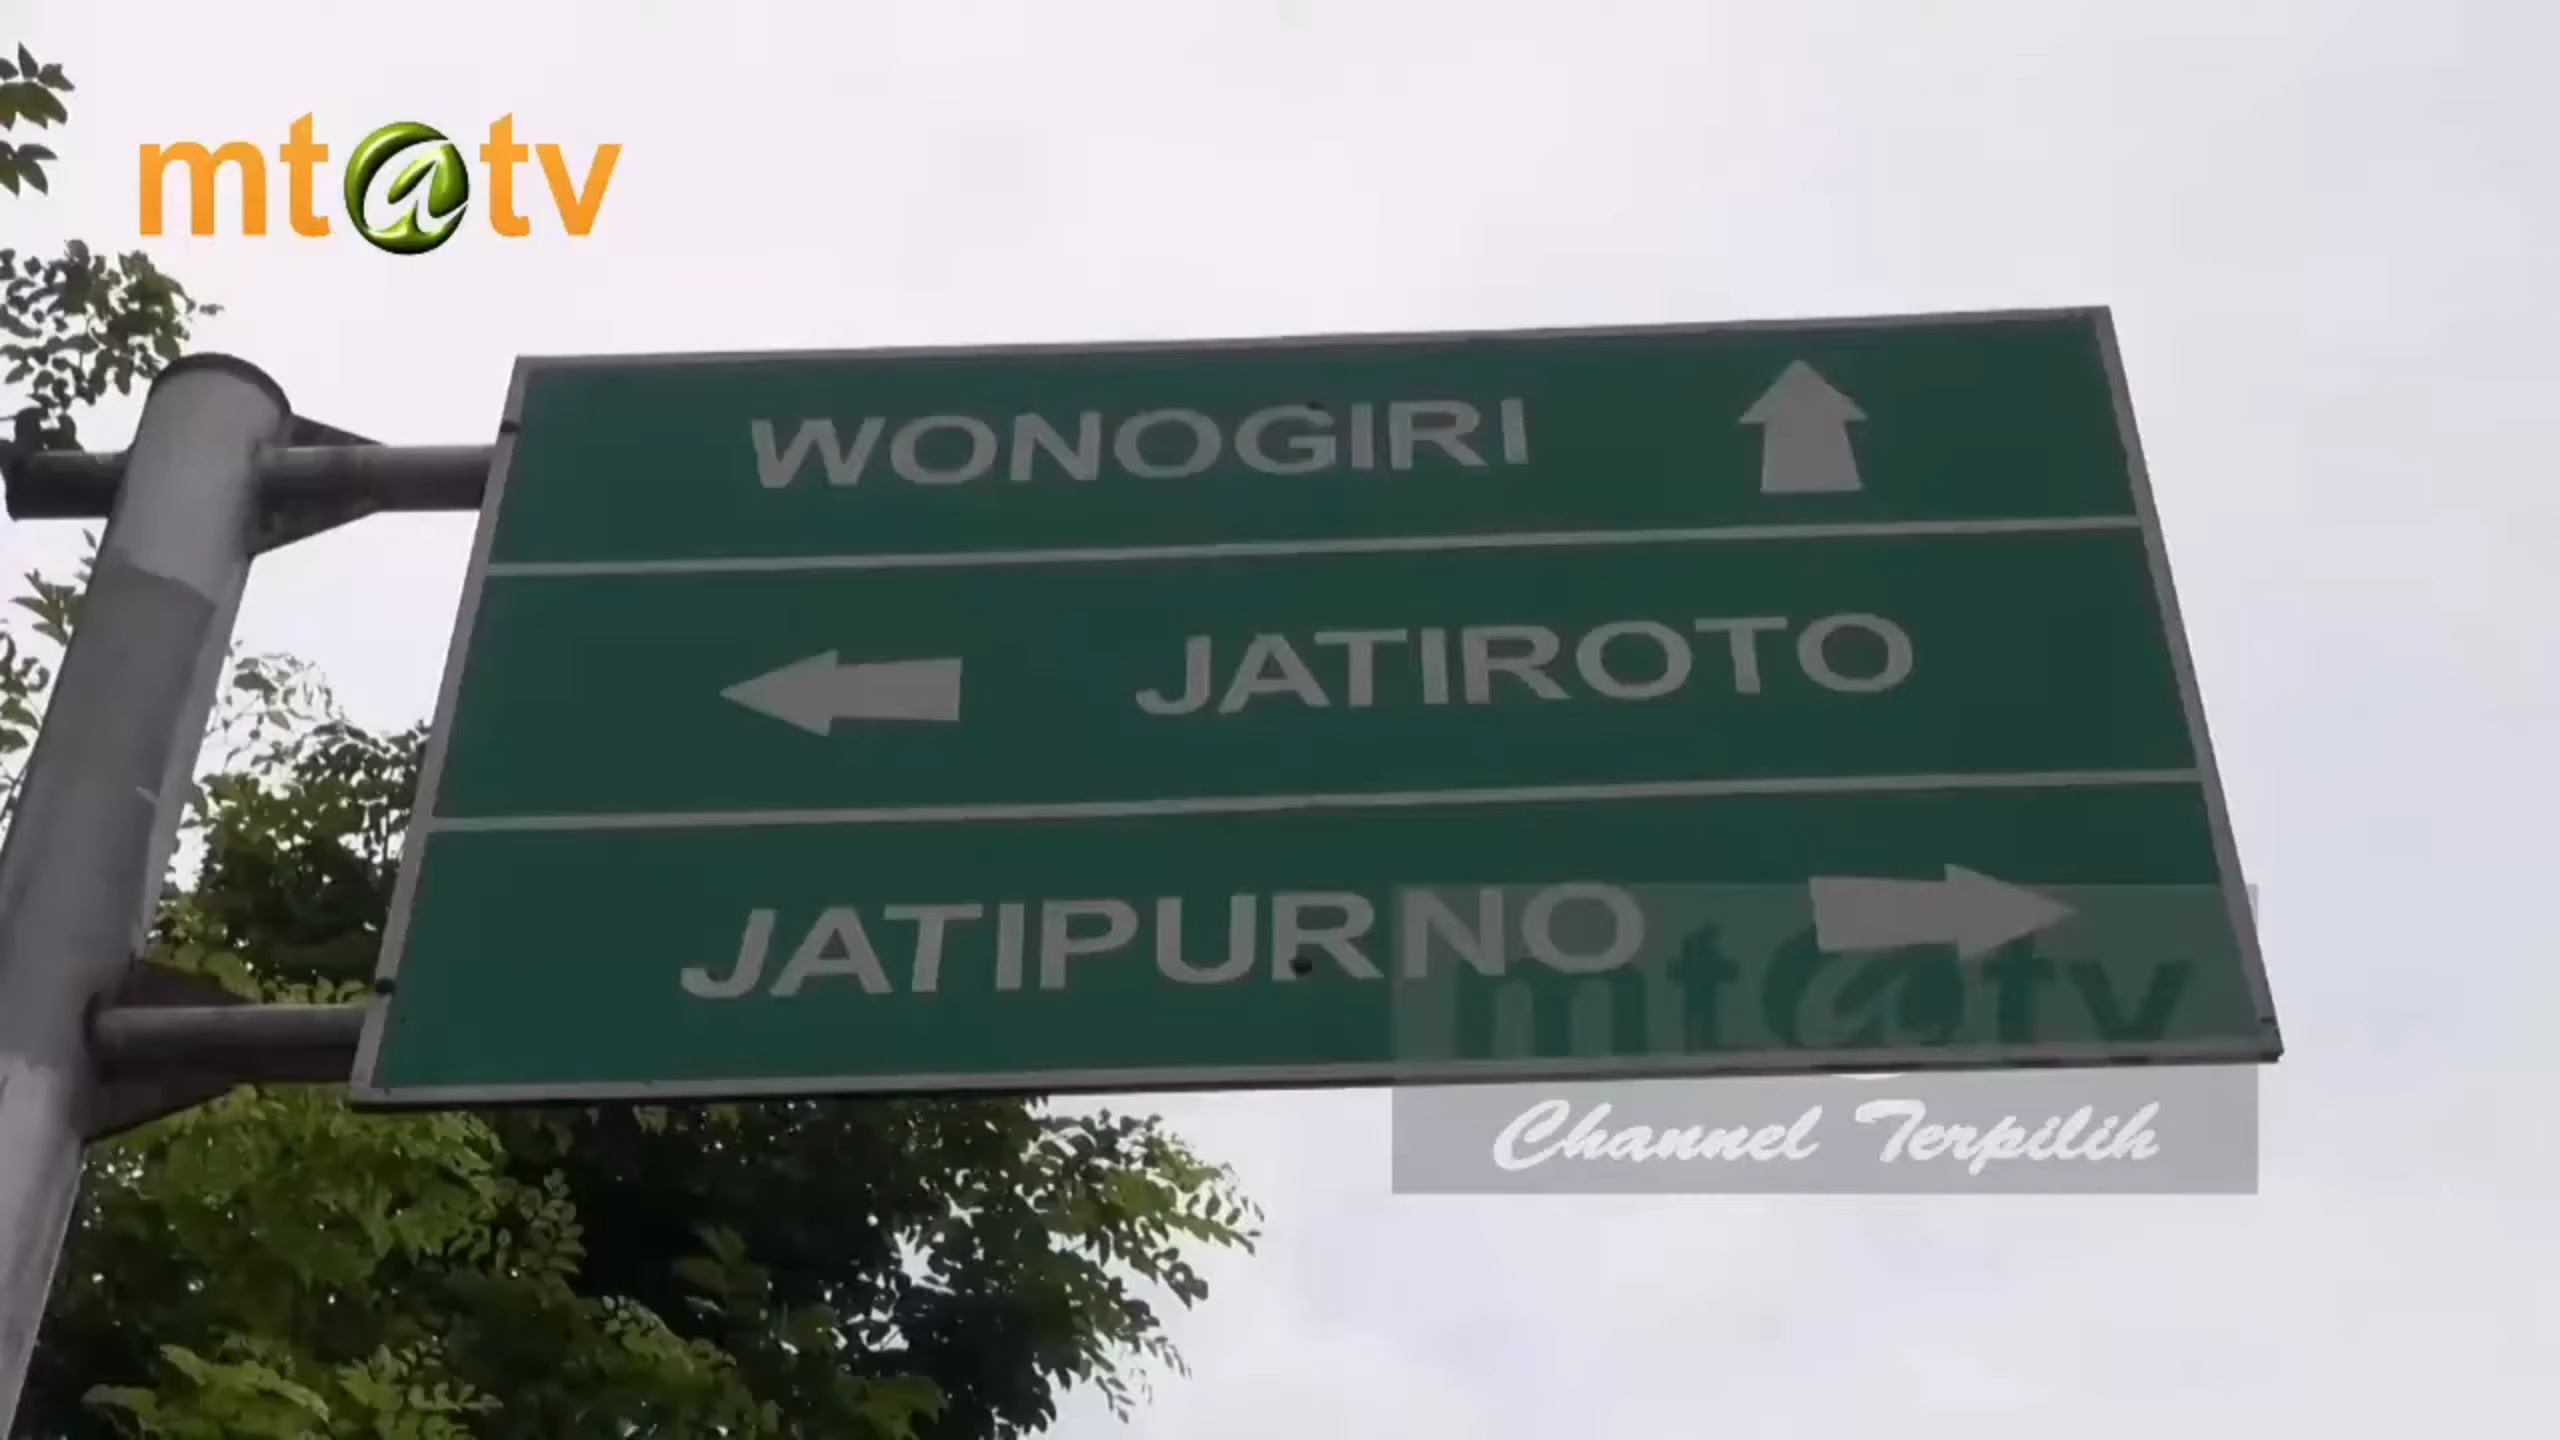 mt@tv
WONOGIRI
JATIROTO
JATIPURNO
mt@tv
Channel Terpilih